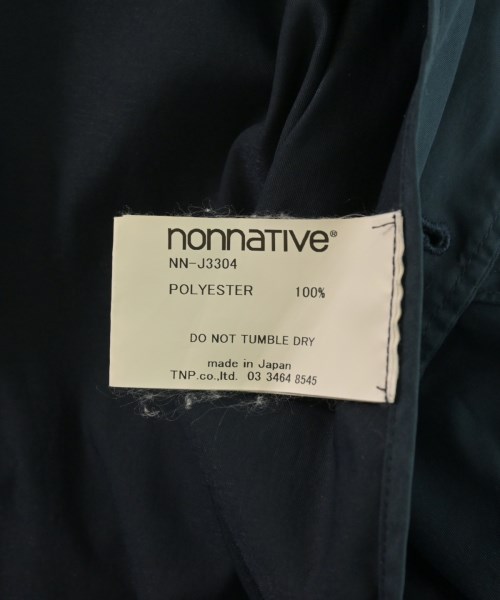 nonnative®
NN-J3304
POLYESTER 100%
DO NOT TUMBLE DRY
made in Japan
TNP.co,.ltd. 03 3464 8545